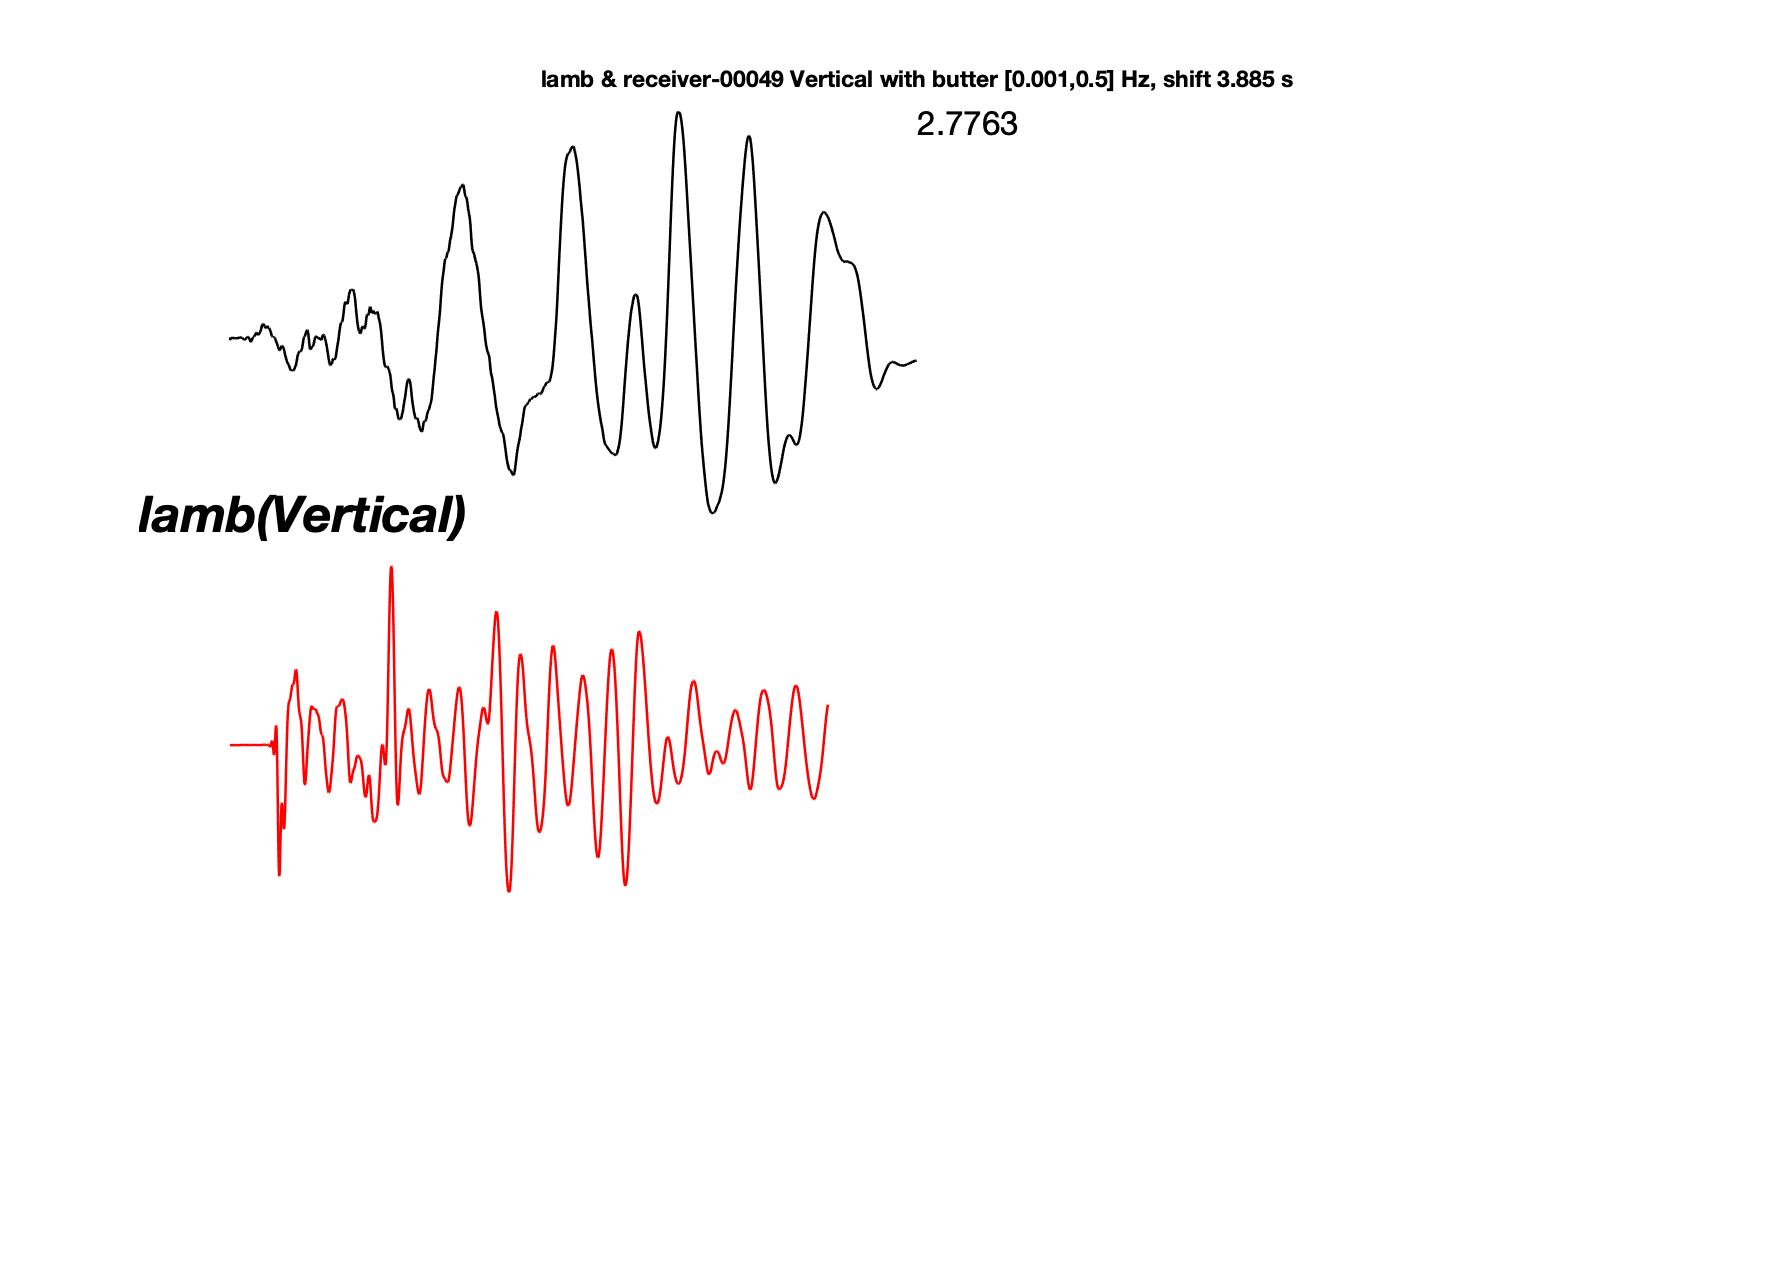 lamb & receiver-00049 Vertical with butter [0.001,0.5] Hz, shift 3.885 s
2.7763
lamb(Vertical)